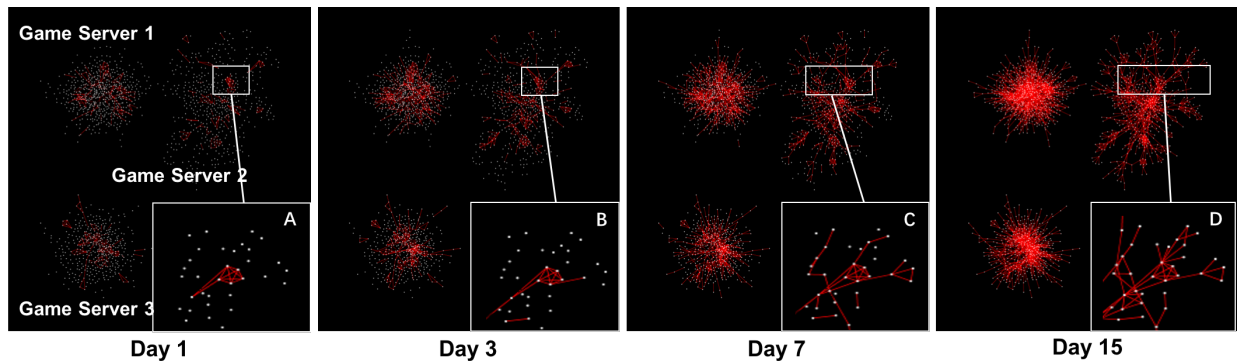 Game Server 1
Game Server 2
Game Server 3
A
B
C
D
Day 1
Day 3
Day 7
Day 15